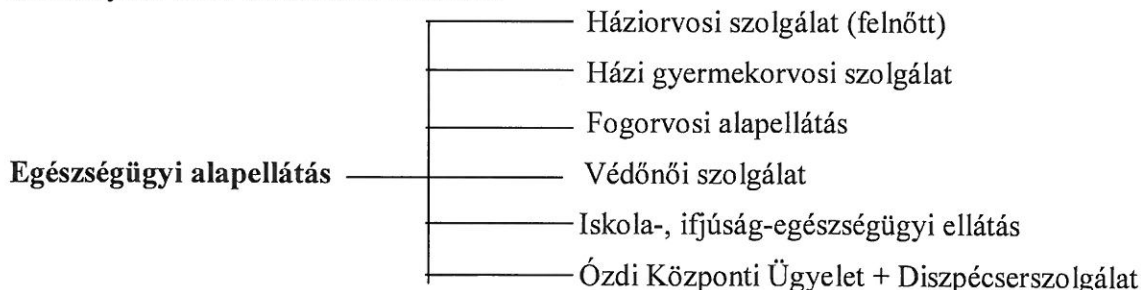 Háziorvosi szolgálat (felnőtt)
Házi gyermekorvosi szolgálat
Fogorvosi alapellátás
Egészségügyi alapellátás
Védőnői szolgálat
Iskola-, ifjúság-egészségügyi ellátás
Ózdi Központi Ügyelet + Diszpécserszolgálat